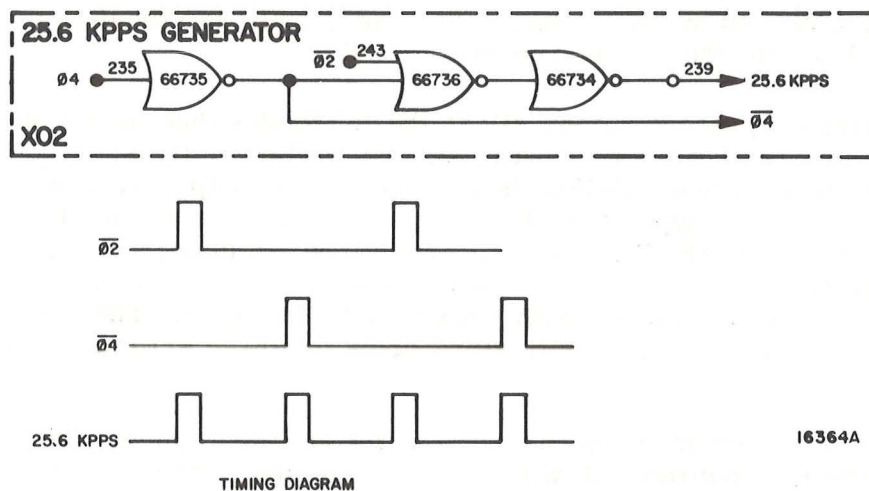 25.6 KPPS GENERATOR
Ø4 235 66735 Ø2̅ 243 66736 66734 239 25.6 KPPS
Ø4̅
XO2
Ø2̅
Ø4̅
25.6 KPPS
16364A
TIMING DIAGRAM